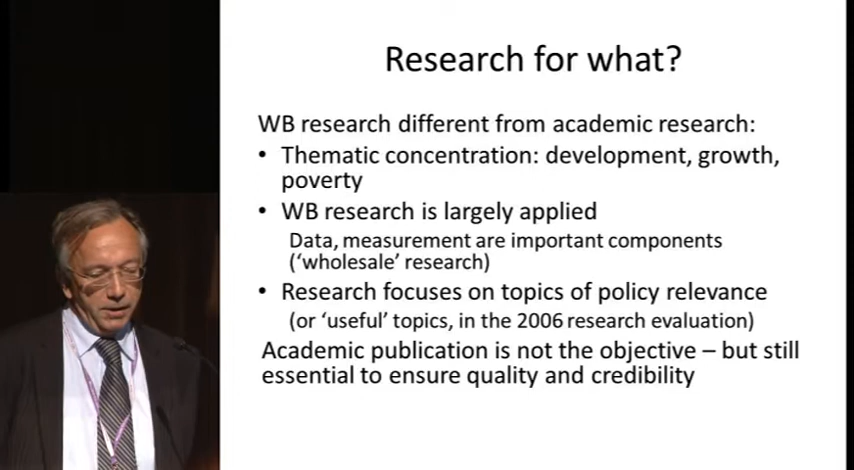 Research for what?
WB research different from academic research:
• Thematic concentration: development, growth,
poverty
• WB research is largely applied
Data, measurement are important components
('wholesale' research)
• Research focuses on topics of policy relevance
(or 'useful' topics, in the 2006 research evaluation)
Academic publication is not the objective – but still
essential to ensure quality and credibility